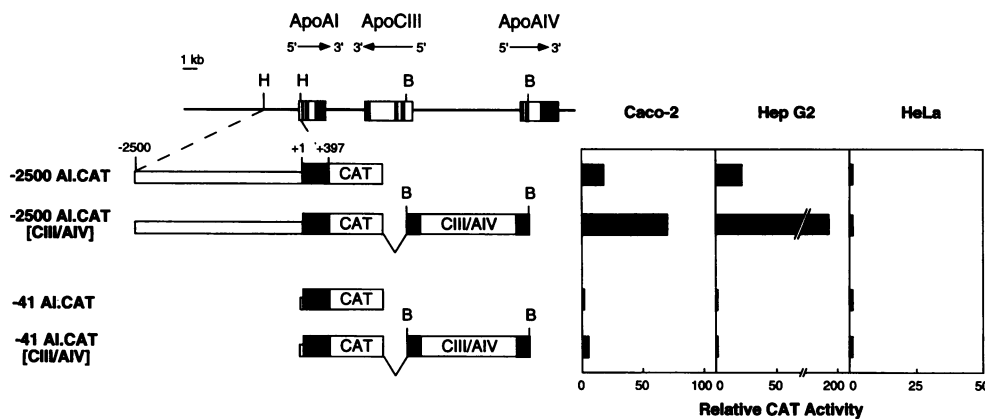 ApoAI ApoCIII ApoAIV
5' 3' 3' 5' 5' 3'
1 kb
H H B B
Caco-2 Hep G2 HeLa
-2500 +1 +397
-2500 AI.CAT CAT
B B
-2500 AI.CAT CAT CIII/AIV
[CIII/AIV]
-41 AI.CAT CAT
B B
-41 AI.CAT CAT CIII/AIV
[CIII/AIV]
0 50 100 0 50 200 0 25 50
Relative CAT Activity